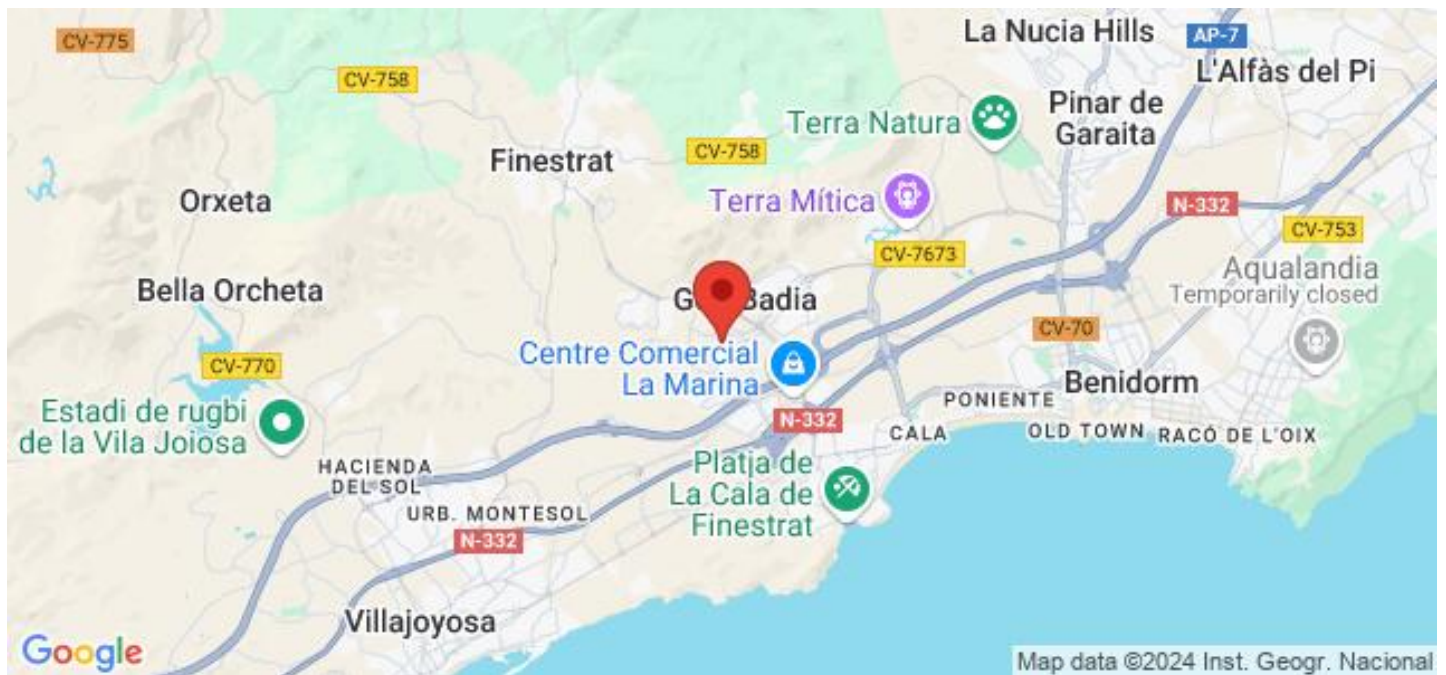 CV-775
CV-758
La Nucia Hills
AP-7
L'Alfàs del Pi
Terra Natura
Pinar de
Garaita
CV-758
Finestrat
Orxeta
Terra Mítica
N-332
CV-753
CV-7673
Aqualandia
Temporarily closed
Bella Orcheta
Badia
CV-70
Centre Comercial
La Marina
CV-770
Benidorm
PONIENTE
Estadi de rugbi
de la Vila Joiosa
N-332
CALA
OLD TOWN
RACÓ DE L'OIX
HACIENDA
DEL SOL
Platja de
La Cala de
Finestrat
URB. MONTESOL
N-332
Villajoyosa
Google
Map data ©2024 Inst. Geogr. Nacional